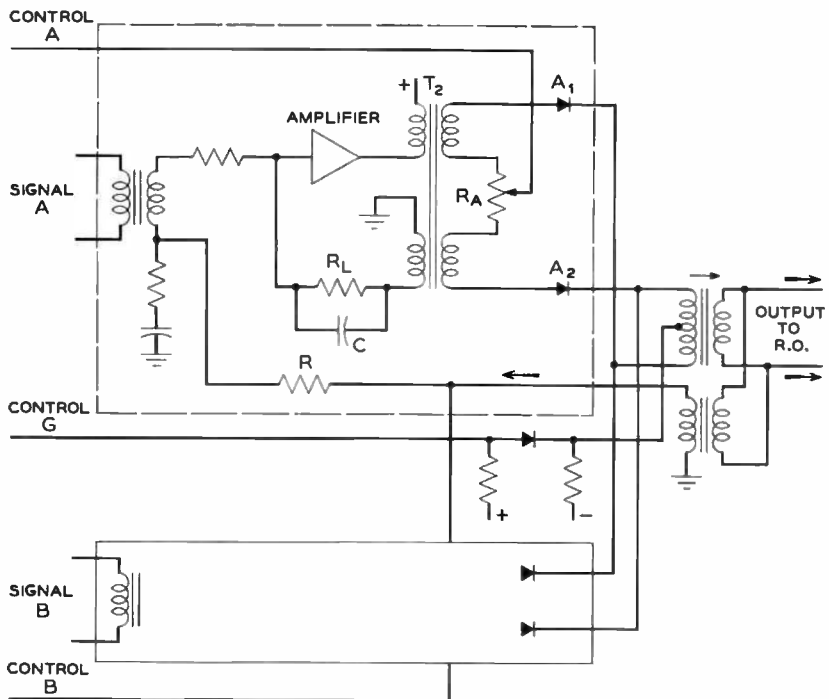 CONTROL
A
+ T2
A1
AMPLIFIER
SIGNAL
A
RA
RL
A2
C
OUTPUT
TO
R.O.
R
CONTROL
G
+
-
SIGNAL
B
CONTROL
B